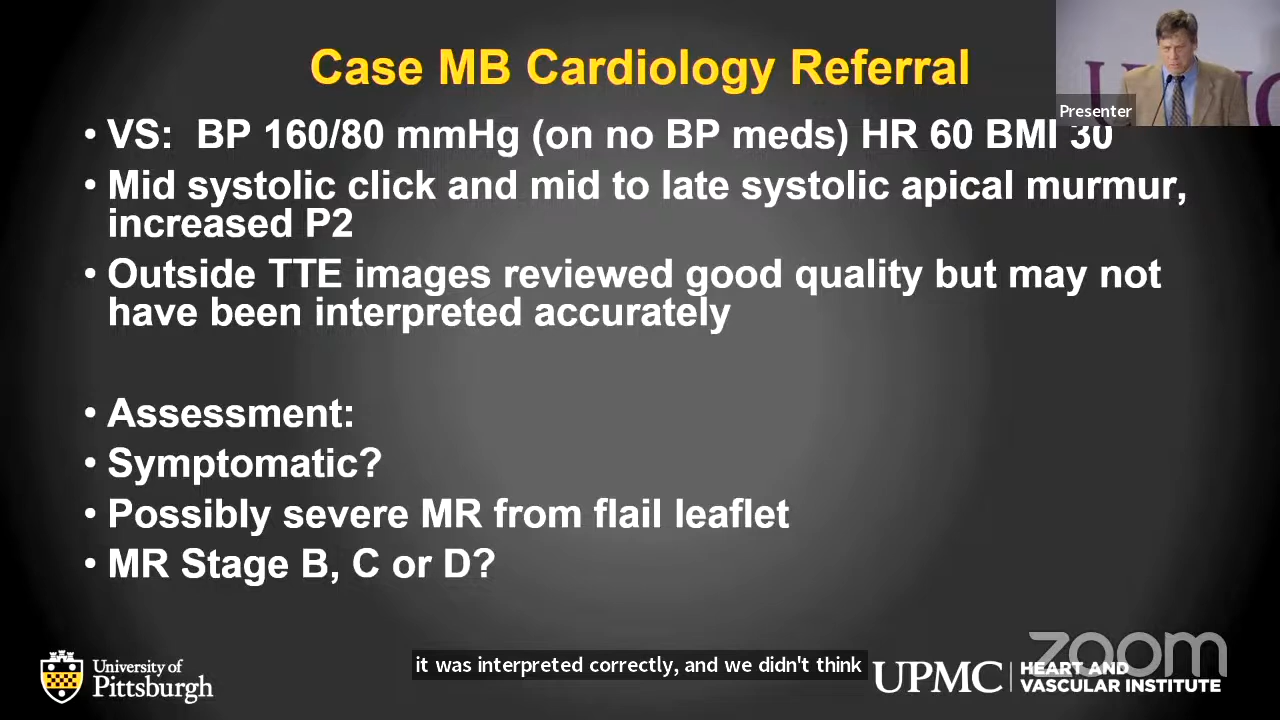 Case MB Cardiology Referral
Presenter
• VS: BP 160/80 mmHg (on no BP meds) HR 60 BMI 30
• Mid systolic click and mid to late systolic apical murmur,
increased P2
• Outside TTE images reviewed good quality but may not
have been interpreted accurately
• Assessment:
• Symptomatic?
• Possibly severe MR from flail leaflet
• MR Stage B, C or D?
zoom
University of
Pittsburgh
it was interpreted correctly, and we didn't think
UPMC
HEART AND
VASCULAR INSTITUTE